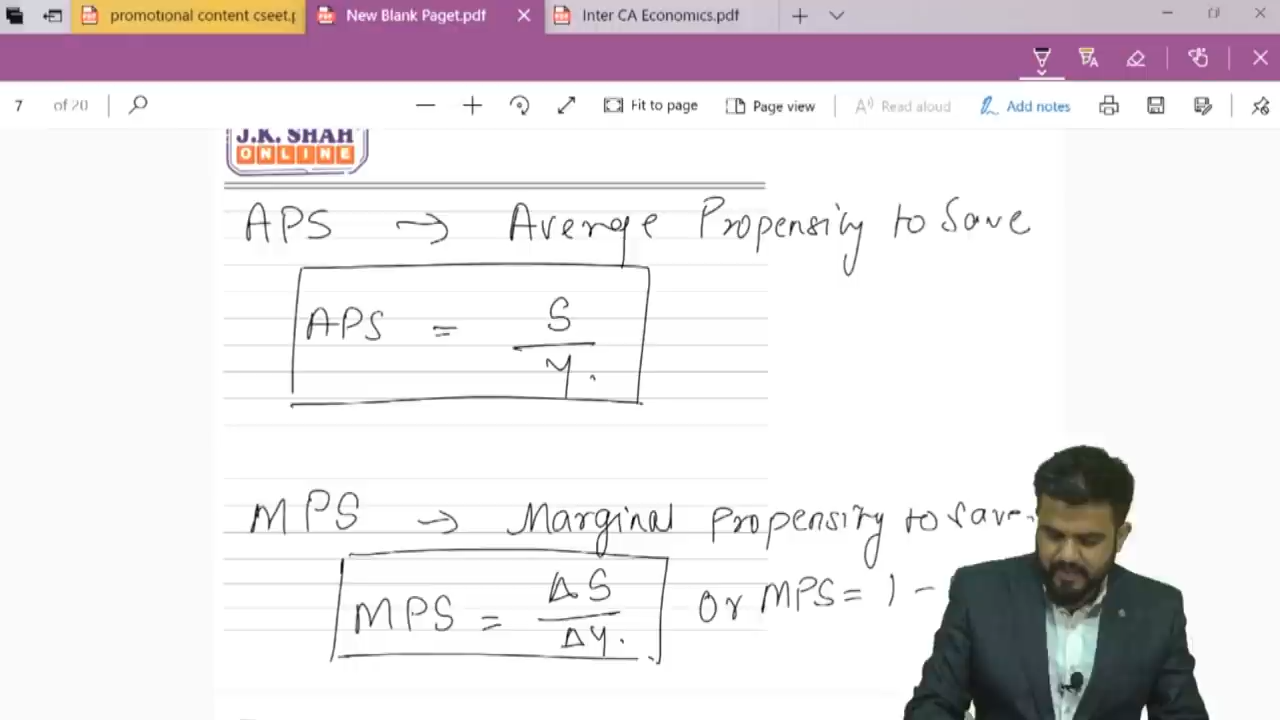 promotional content cseet.p
New Blank Paget.pdf
Inter CA Economics.pdf
7 of 20
Fit to page
Page view
Read aloud
Add notes
J.K. SHAH
ONLINE
APS → Average Propensity to Save
APS = S
Y.
MPS → Marginal Propensity to Save.
MPS = ΔS
ΔY.
or MPS = 1 -